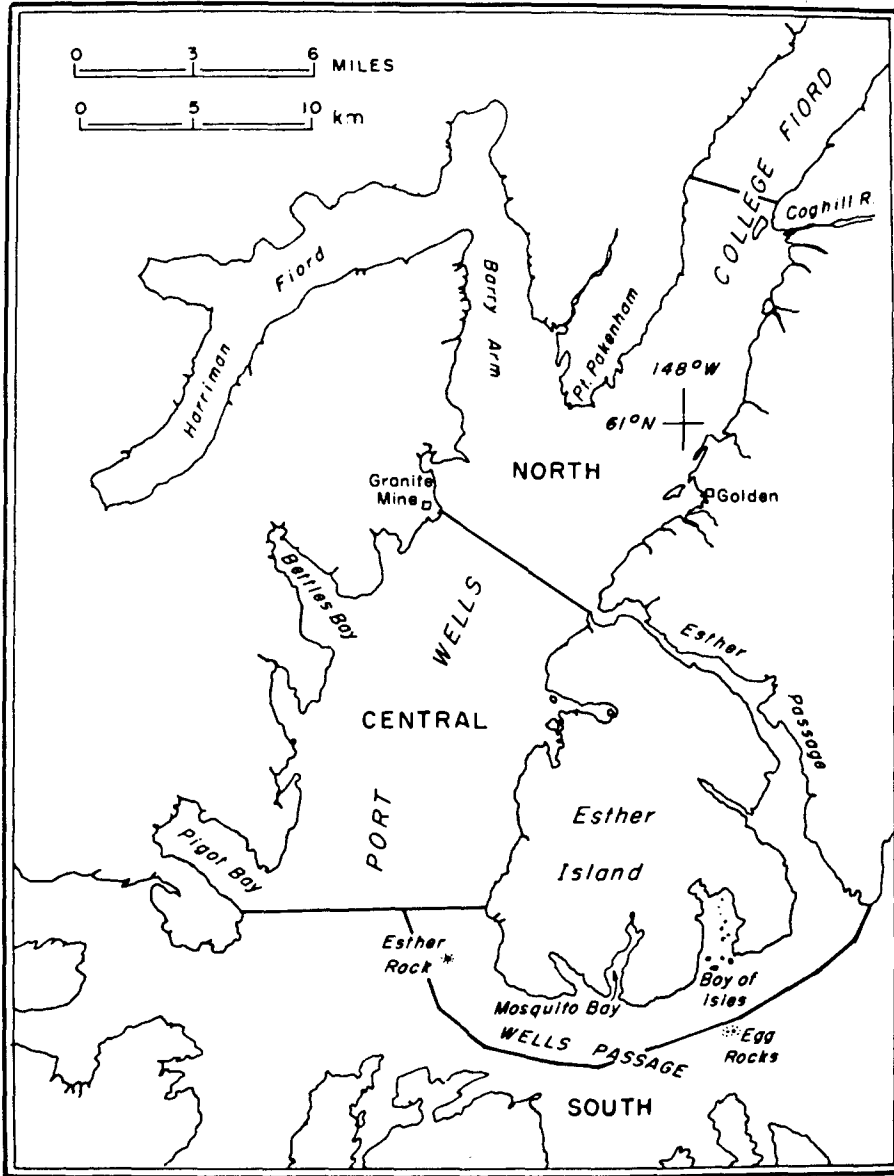 0 3 6 MILES
0 5 10 km
COLLEGE FIORD
Coghill R.
Harriman Fiord
Barry Arm
Pt. Pakenham
148°W
61°N
NORTH
Granite
Mine
Golden
Bettles Bay
PORT WELLS
CENTRAL
Esther Passage
Esther
Island
Pigot Bay
Esther
Rock
Mosquito Bay
Bay of
Isles
WELLS PASSAGE
Egg
Rocks
SOUTH